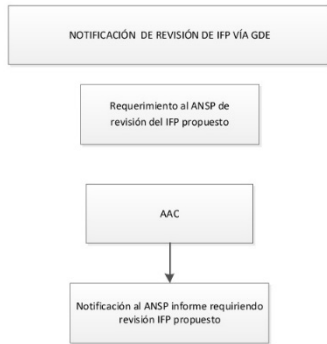 NOTIFICACIÓN DE REVISIÓN DE IFP VÍA GDE
Requerimiento al ANSP de
revisión del IFP propuesto
AAC
Notificación al ANSP informe requiriendo
revisión IFP propuesto